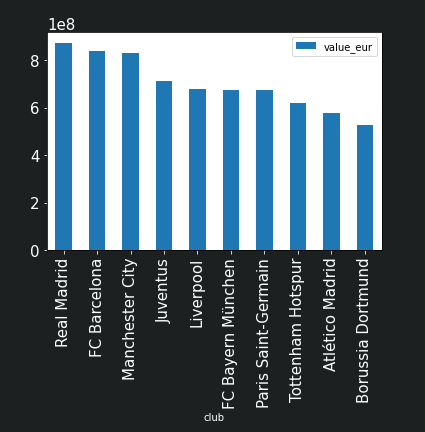 1e8
value_eur
8
6
4
2
0
Real Madrid
FC Barcelona
Manchester City
Juventus
Liverpool
FC Bayern München
Paris Saint-Germain
Tottenham Hotspur
Atlético Madrid
Borussia Dortmund
club